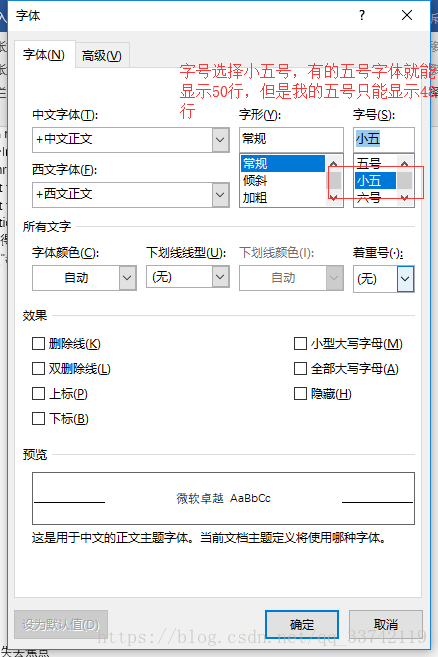 字体
字体(N) 高级(V)
字号选择小五号，有的五号字体就能
显示50行，但是我的五号只能显示48
行
中文字体(T): 字形(Y): 字号(S):
+中文正文 常规 小五
常规 五号
西文字体(F): 倾斜 小五
+西文正文 加粗 六号
所有文字
字体颜色(C): 下划线线型(U): 下划线颜色(I): 着重号(·):
自动 (无) 自动 (无)
效果
删除线(K) 小型大写字母(M)
双删除线(L) 全部大写字母(A)
上标(P) 隐藏(H)
下标(B)
预览
微软卓越 AaBbCc
这是用于中文的正文主题字体。当前文档主题定义将使用哪种字体。
设为默认值(D) 确定 取消
https://blog.csdn.net/qq_33742119